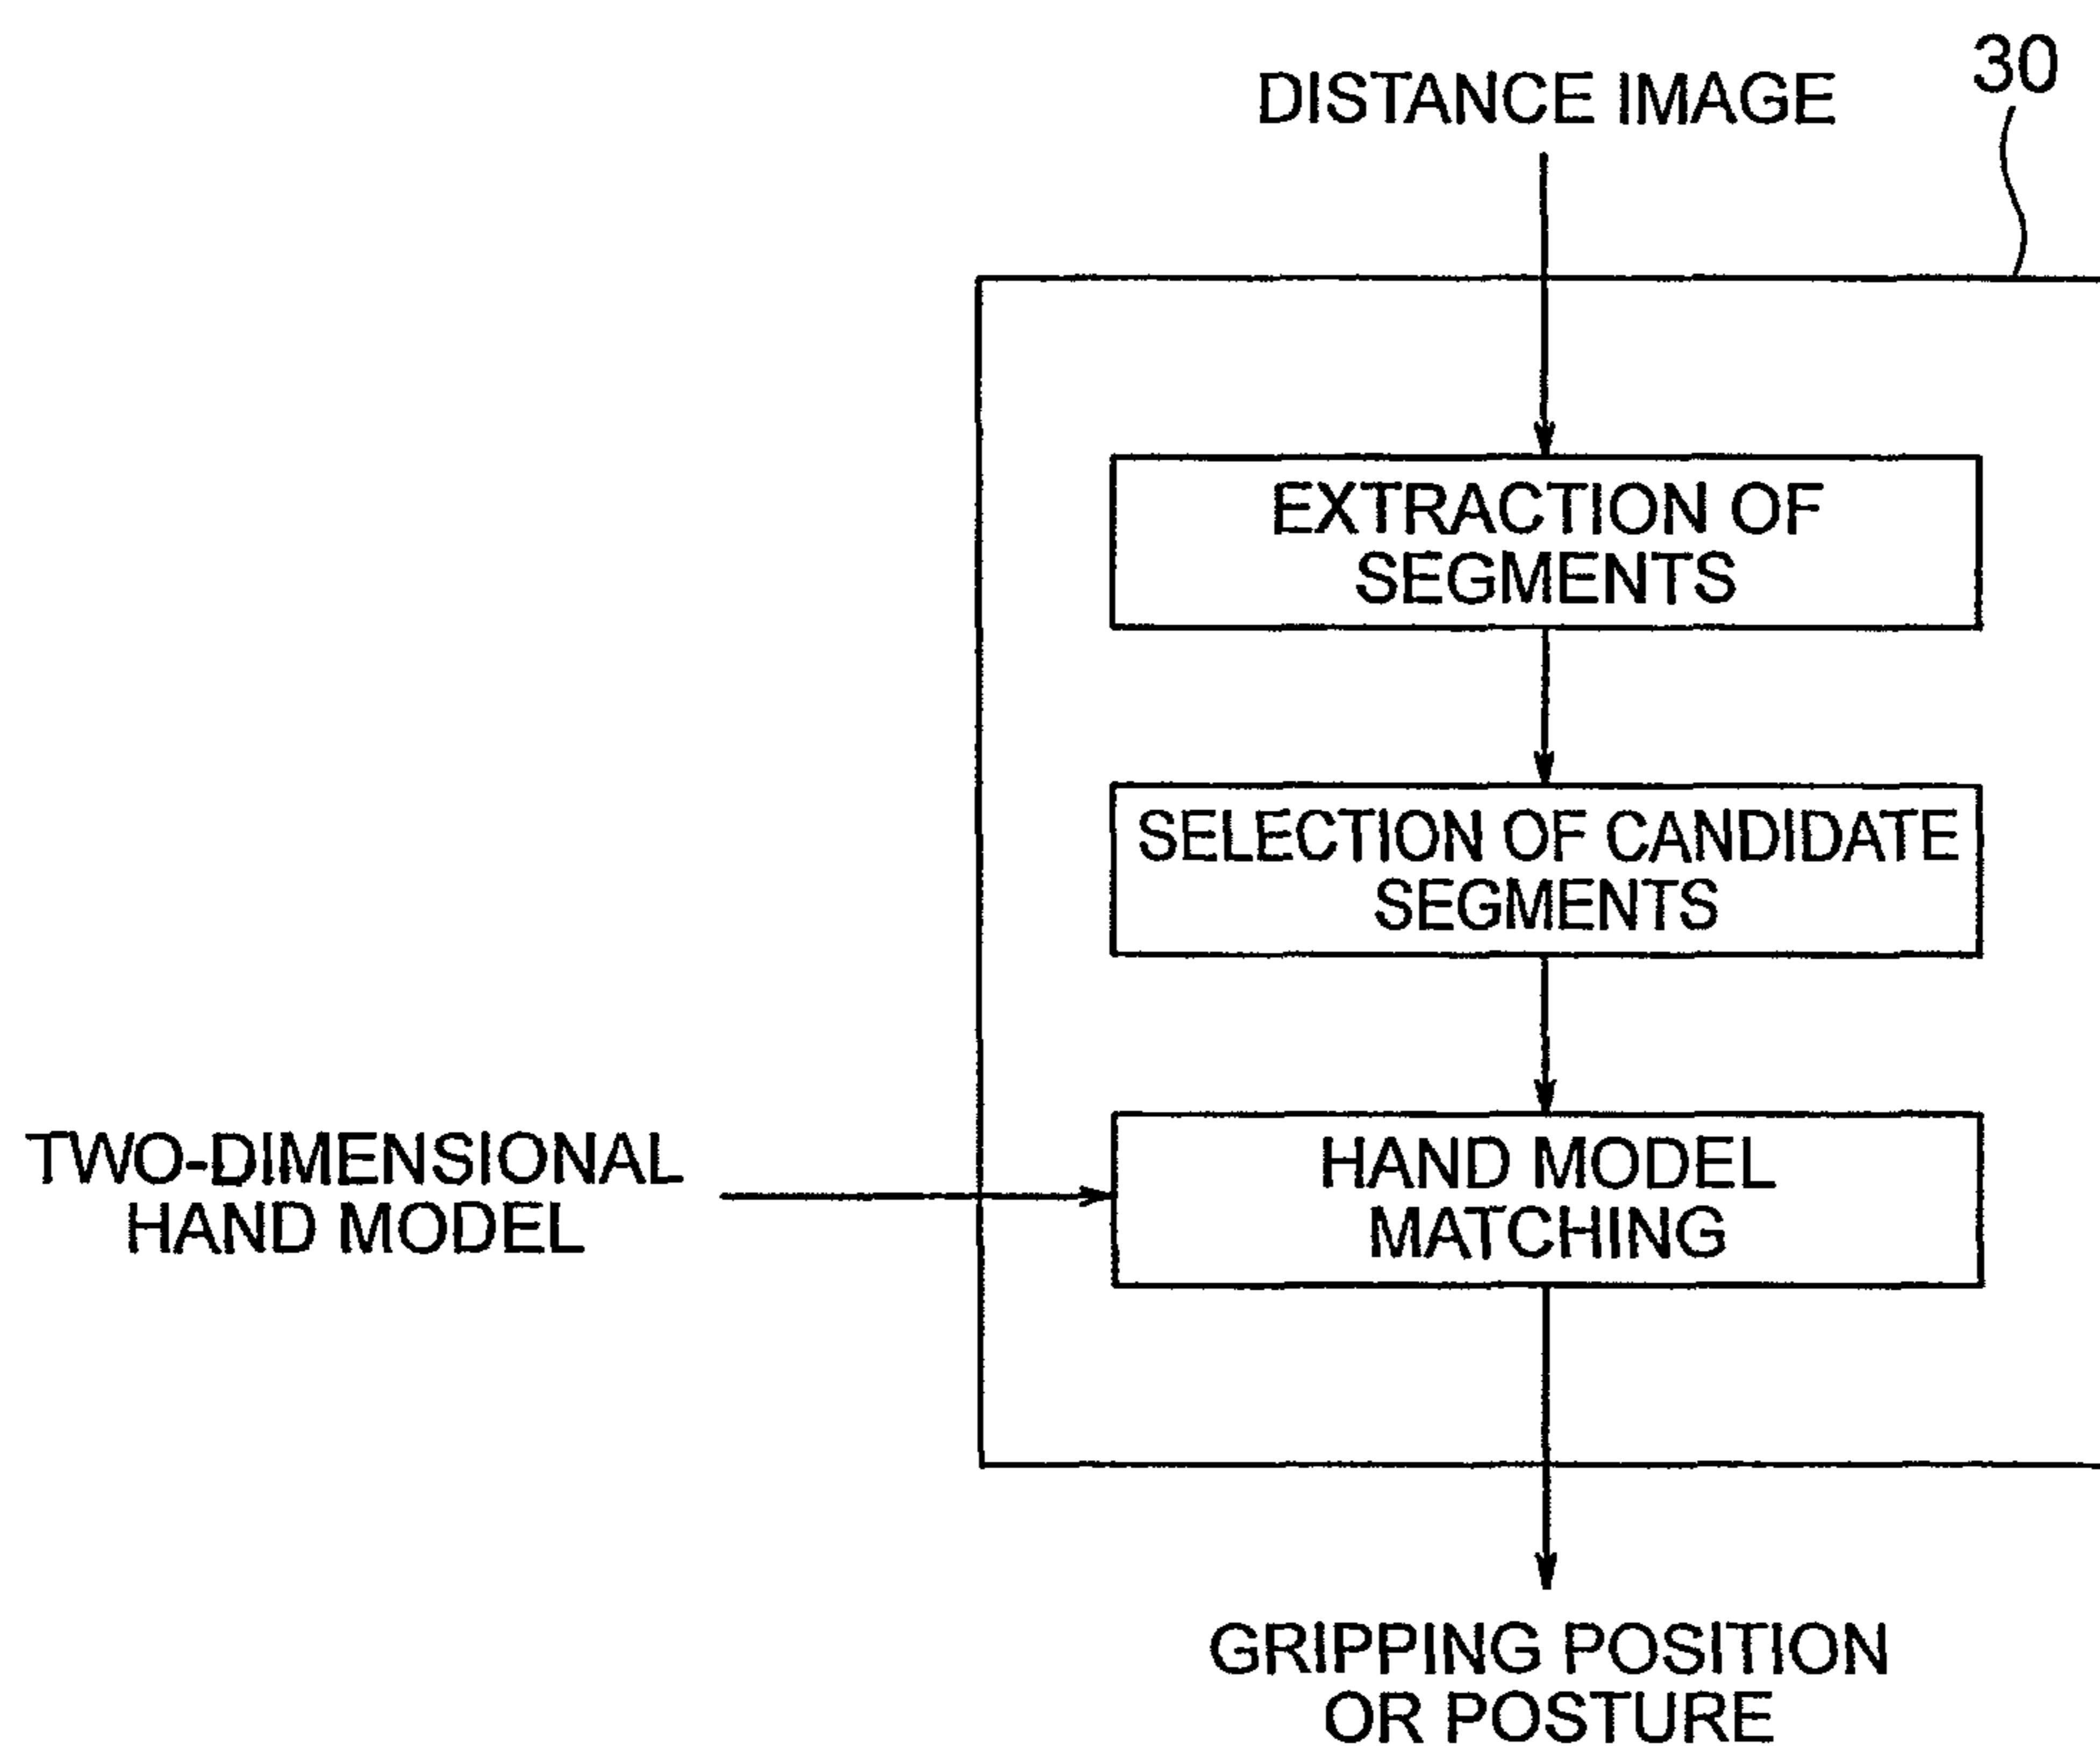 30
DISTANCE IMAGE
EXTRACTION OF
SEGMENTS
SELECTION OF CANDIDATE
SEGMENTS
TWO-DIMENSIONAL
HAND MODEL
HAND MODEL
MATCHING
GRIPPING POSITION
OR POSTURE